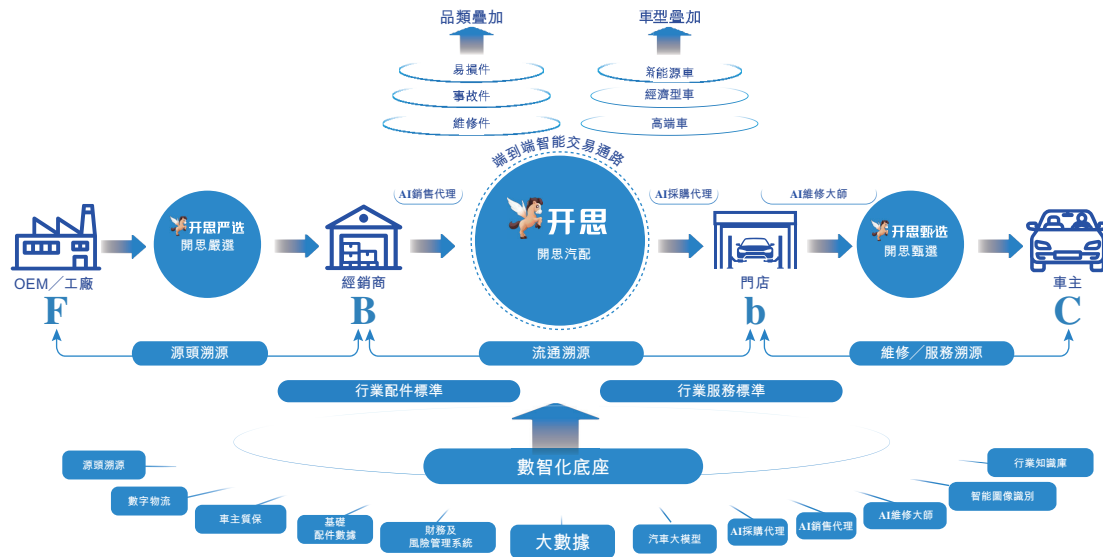 品類疊加
車型疊加
易損件
新能源車
事故件
經濟型車
維修件
高端車
端到端智能交易通路
AI銷售代理
AI採購代理
AI維修大師
开思严选
開思嚴選
开思
開思汽配
开思甄选
開思甄選
OEM／工廠
經銷商
門店
車主
F
B
b
C
源頭溯源
流通溯源
維修／服務溯源
行業配件標準
行業服務標準
數智化底座
源頭溯源
數字物流
車主質保
基礎
配件數據
財務及
風險管理系統
大數據
汽車大模型
AI採購代理
AI銷售代理
AI維修大師
智能圖像識別
行業知識庫